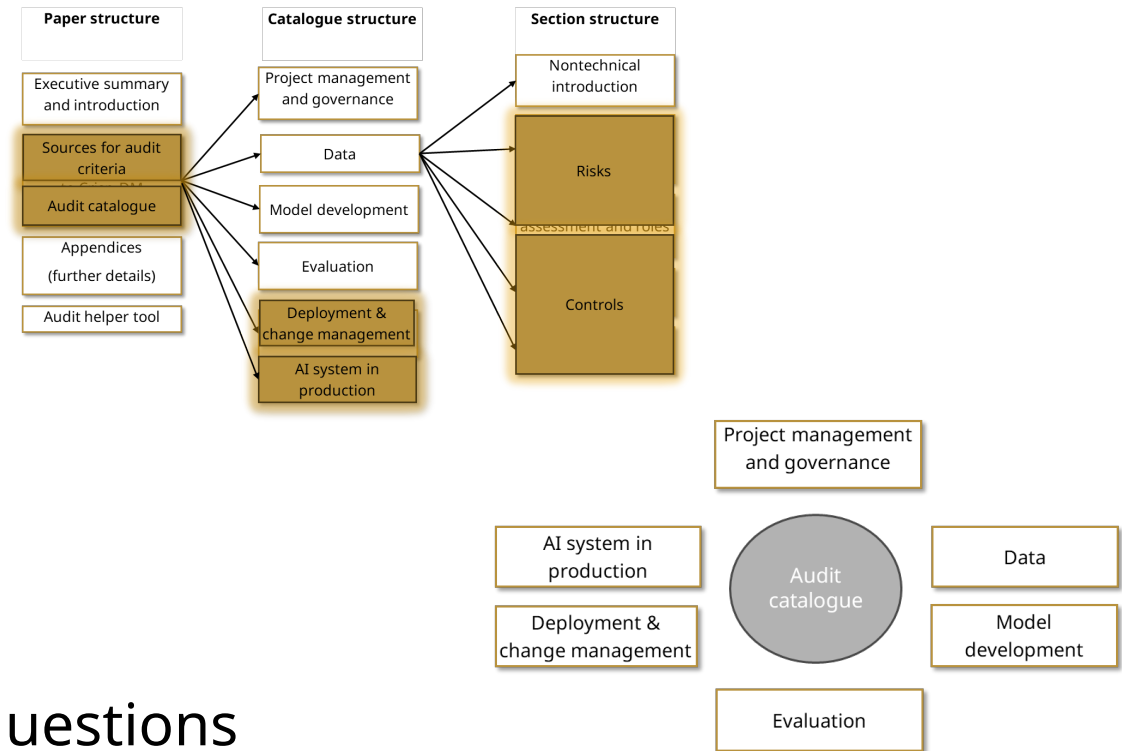 Paper structure
Catalogue structure
Section structure
Executive summary
and introduction
Sources for audit
criteria
Audit catalogue
Appendices
(further details)
Audit helper tool
Project management
and governance
Data
Model development
Evaluation
Deployment &
change management
AI system in
production
Nontechnical
introduction
Risks
assessment and roles
Controls
Project management
and governance
AI system in
production
Audit
catalogue
Data
Deployment &
change management
Model
development
Evaluation
uestions